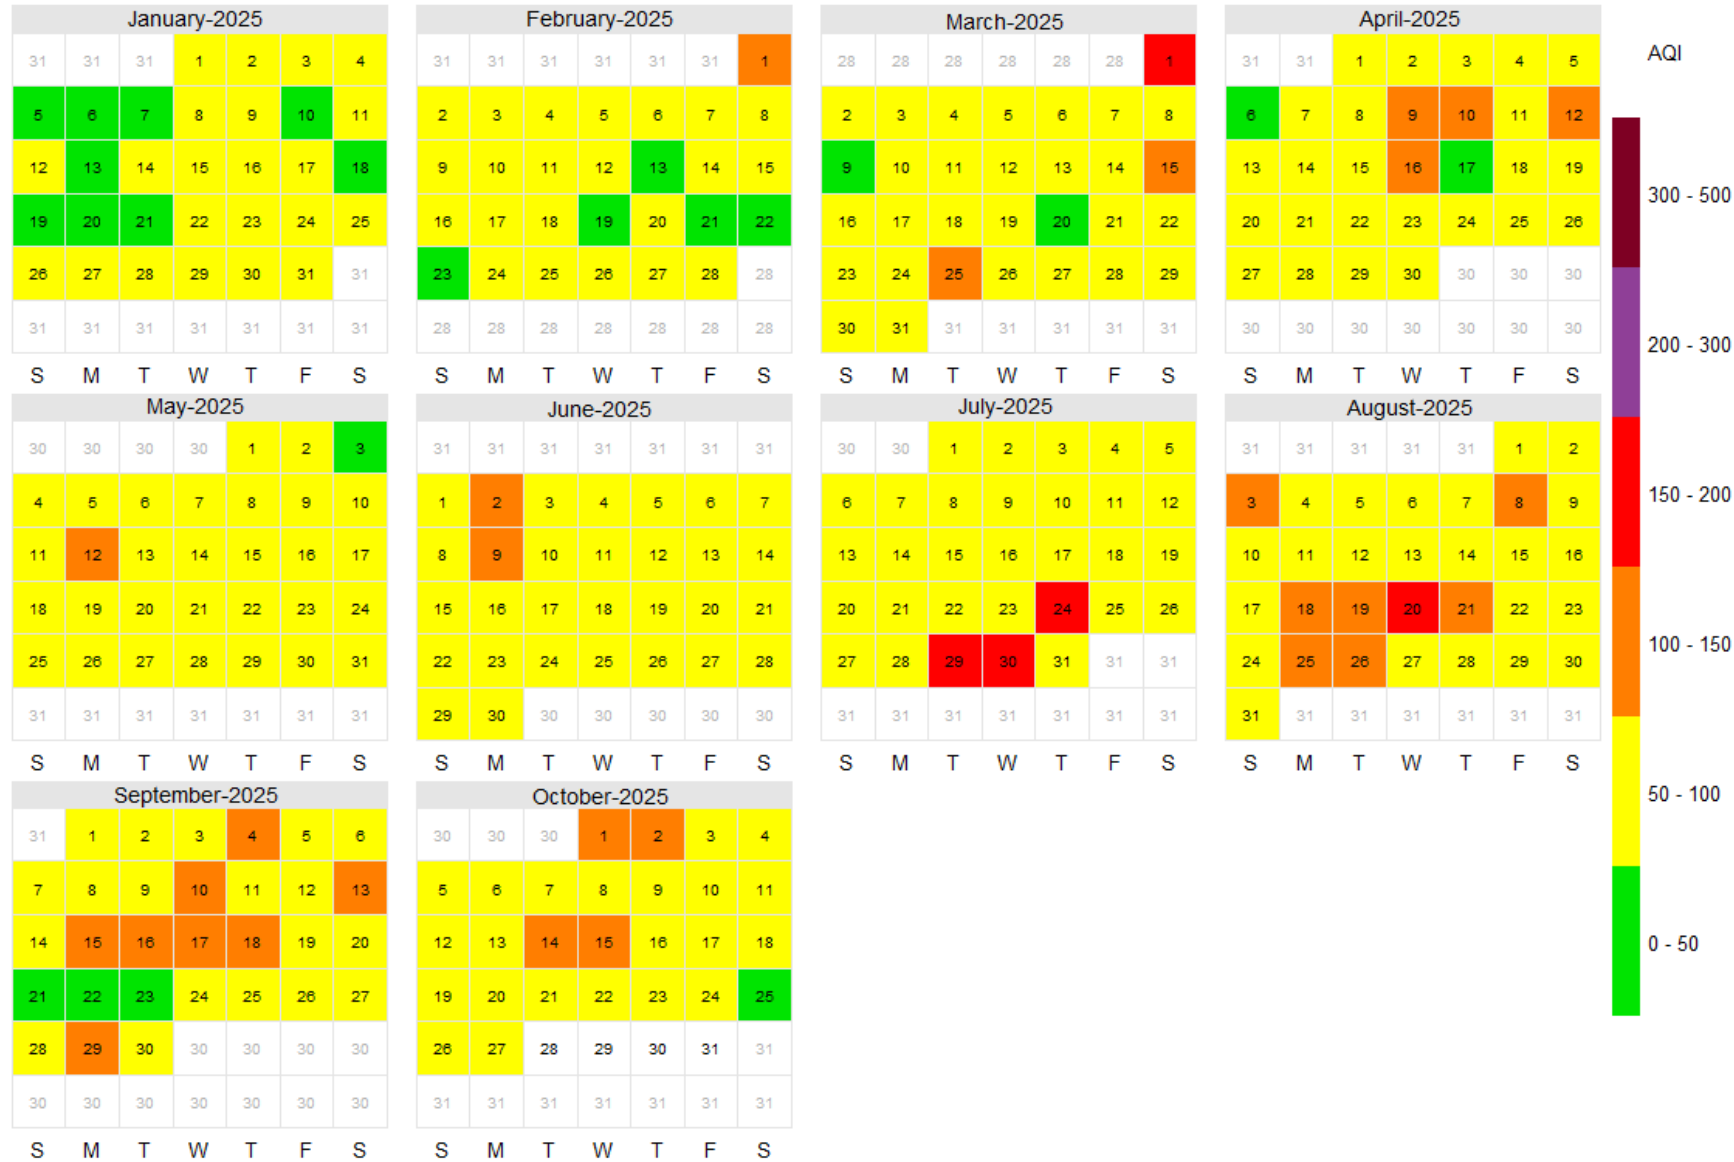 January-2025 February-2025 March-2025 April-2025
31 31 31 1 2 3 4 31 31 31 31 31 31 1 28 28 28 28 28 28 1 31 31 1 2 3 4 5 AQI
5 6 7 8 9 10 11 2 3 4 5 6 7 8 2 3 4 5 6 7 8 6 7 8 9 10 11 12
12 13 14 15 16 17 18 9 10 11 12 13 14 15 9 10 11 12 13 14 15 13 14 15 16 17 18 19
19 20 21 22 23 24 25 16 17 18 19 20 21 22 16 17 18 19 20 21 22 20 21 22 23 24 25 26 300 - 500
26 27 28 29 30 31 31 23 24 25 26 27 28 28 23 24 25 26 27 28 29 27 28 29 30 30 30 30
31 31 31 31 31 31 31 28 28 28 28 28 28 28 30 31 31 31 31 31 31 30 30 30 30 30 30 30 200 - 300
S M T W T F S S M T W T F S S M T W T F S S M T W T F S
May-2025 June-2025 July-2025 August-2025
30 30 30 30 1 2 3 31 31 31 31 31 31 31 30 30 1 2 3 4 5 31 31 31 31 31 1 2
4 5 6 7 8 9 10 1 2 3 4 5 6 7 6 7 8 9 10 11 12 3 4 5 6 7 8 9 150 - 200
11 12 13 14 15 16 17 8 9 10 11 12 13 14 13 14 15 16 17 18 19 10 11 12 13 14 15 16
18 19 20 21 22 23 24 15 16 17 18 19 20 21 20 21 22 23 24 25 26 17 18 19 20 21 22 23
25 26 27 28 29 30 31 22 23 24 25 26 27 28 27 28 29 30 31 31 31 24 25 26 27 28 29 30 100 - 150
31 31 31 31 31 31 31 29 30 30 30 30 30 30 31 31 31 31 31 31 31 31 31 31 31 31 31 31
S M T W T F S S M T W T F S S M T W T F S S M T W T F S
September-2025 October-2025 50 - 100
31 1 2 3 4 5 6 30 30 30 1 2 3 4
7 8 9 10 11 12 13 5 6 7 8 9 10 11
14 15 16 17 18 19 20 12 13 14 15 16 17 18 0 - 50
21 22 23 24 25 26 27 19 20 21 22 23 24 25
28 29 30 30 30 30 30 26 27 28 29 30 31 31
30 30 30 30 30 30 30 31 31 31 31 31 31 31
S M T W T F S S M T W T F S